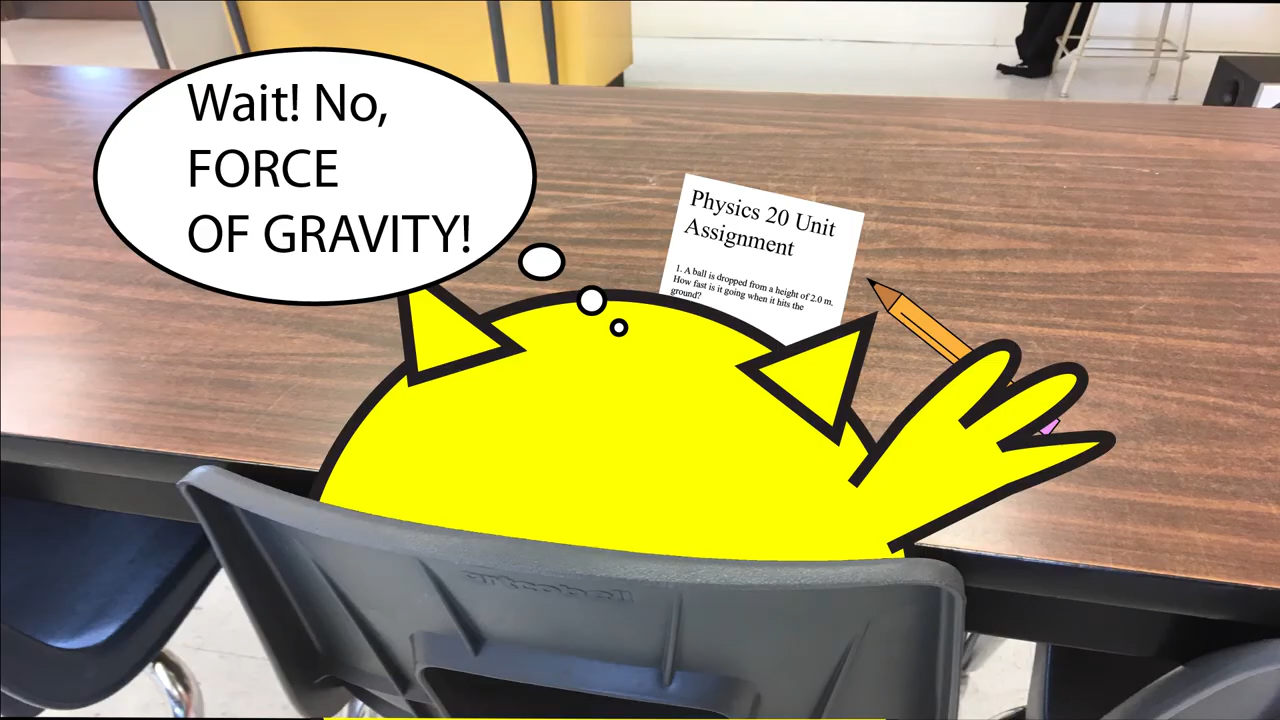 Wait! No,
FORCE
OF GRAVITY!
Physics 20 Unit
Assignment
1. A ball is dropped from a height of 2.0 m.
How fast is it going when it hits the
ground?
artcobell